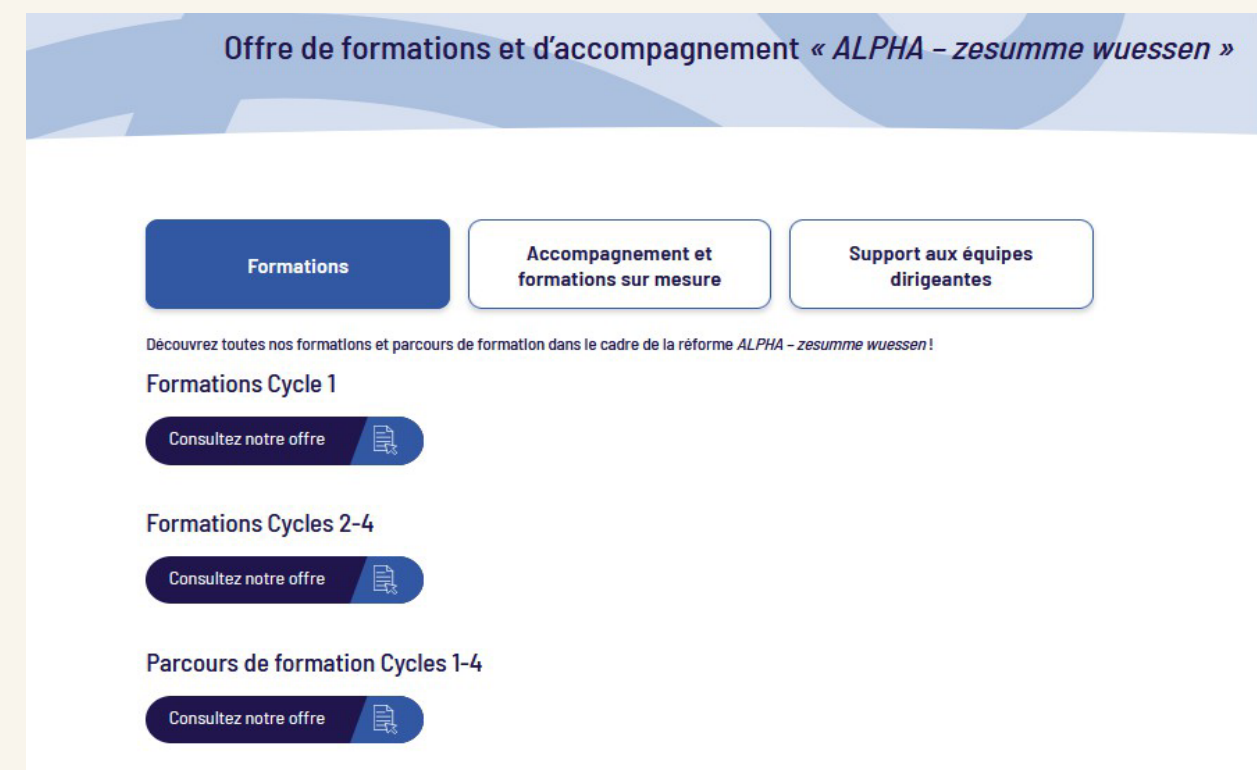 Offre de formations et d’accompagnement « ALPHA – zesumme wuessen »
Formations
Accompagnement et
formations sur mesure
Support aux équipes
dirigeantes
Découvrez toutes nos formations et parcours de formation dans le cadre de la réforme ALPHA – zesumme wuessen !
Formations Cycle 1
Consultez notre offre
Formations Cycles 2-4
Consultez notre offre
Parcours de formation Cycles 1-4
Consultez notre offre